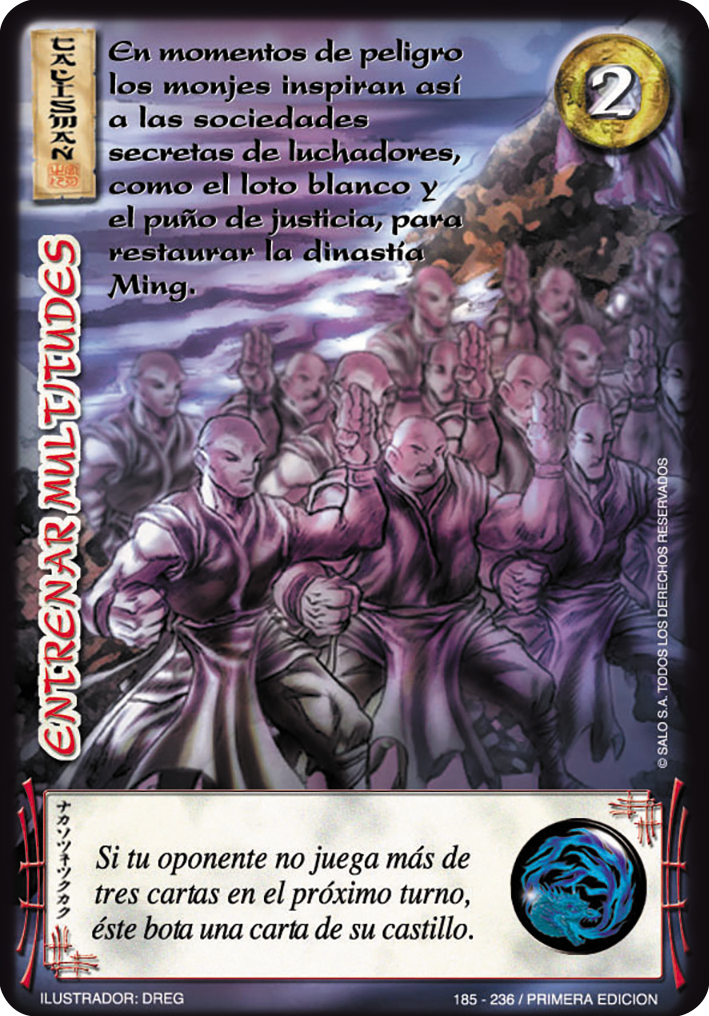 TALISMAN
En momentos de peligro
los monjes inspiran así
a las sociedades
secretas de luchadores,
como el loto blanco y
el puño de justicia, para
restaurar la dinastía
Ming.
2
ENTRENAR MULTITUDES
© SALO S.A. TODOS LOS DERECHOS RESERVADOS
ナカソツネツクカク
Si tu oponente no juega más de
tres cartas en el próximo turno,
éste bota una carta de su castillo.
ILUSTRADOR: DREG
185 - 236 / PRIMERA EDICION